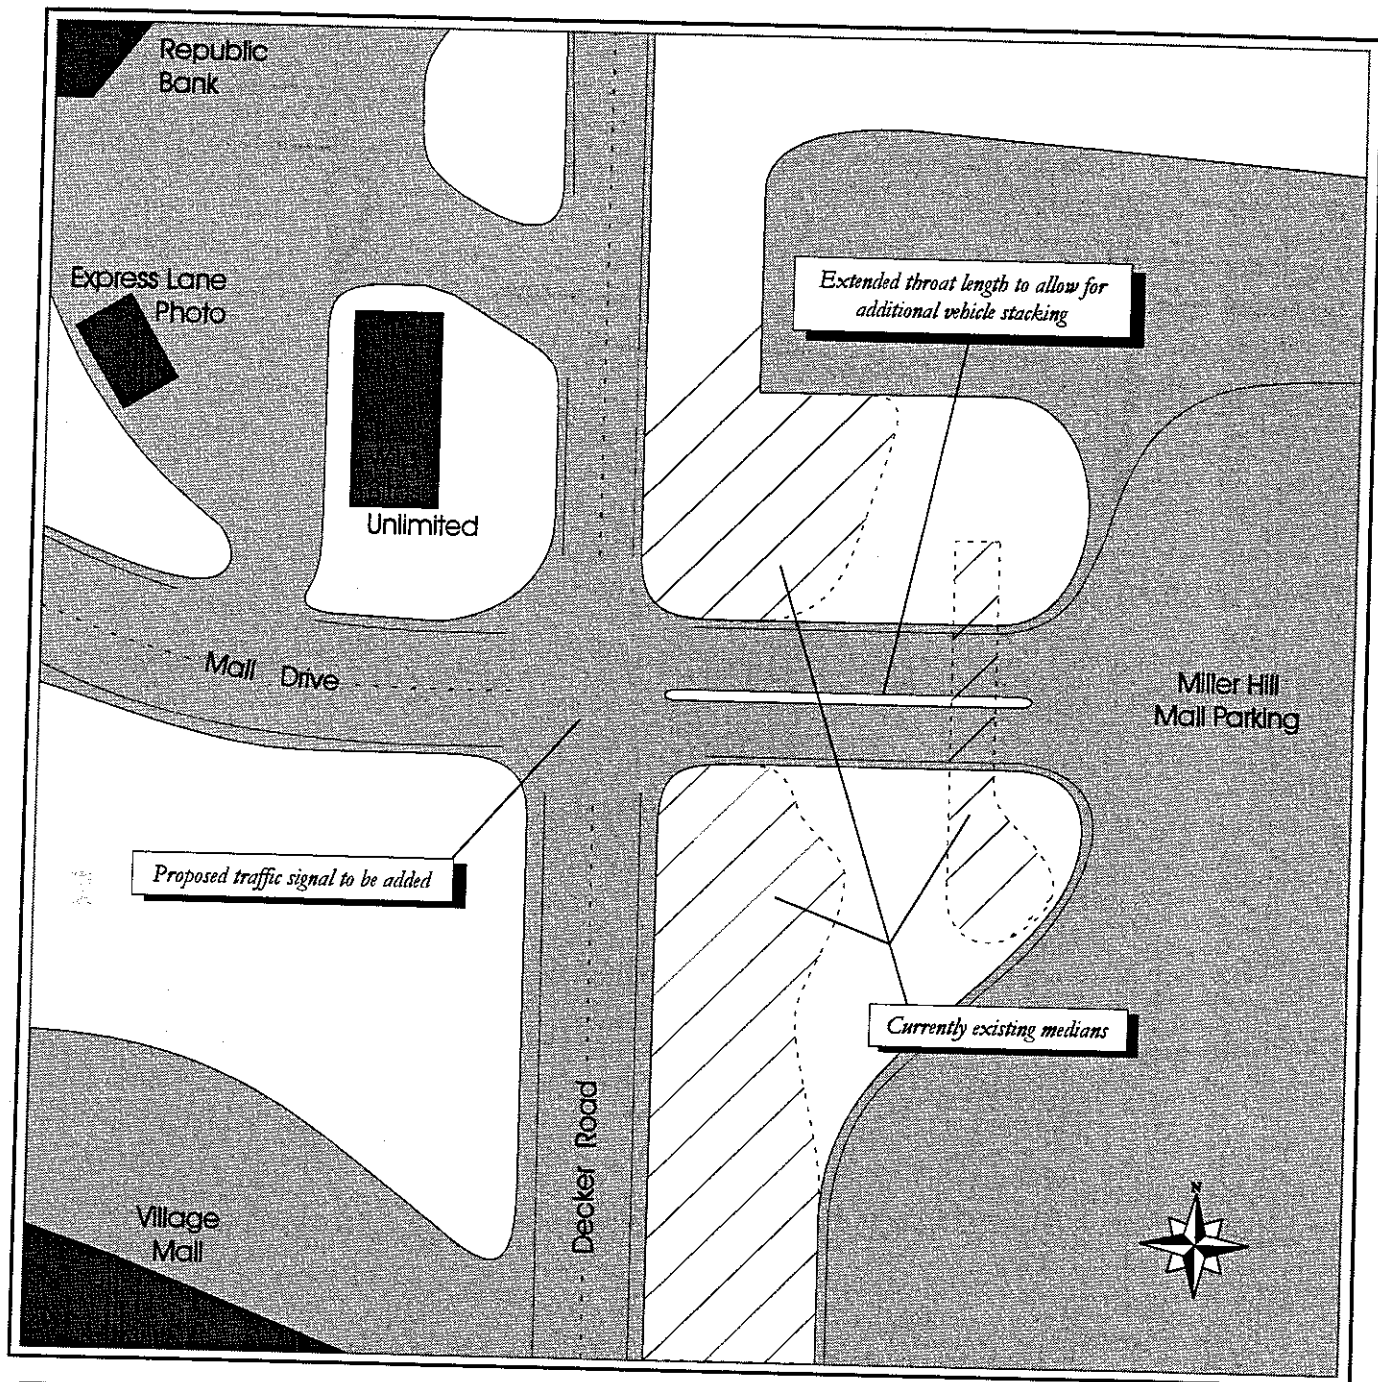 Republic
Bank
Express Lane
Photo
Extended throat length to allow for
additional vehicle stacking
Unlimited
Mall Drive
Miller Hill
Mall Parking
Proposed traffic signal to be added
Currently existing medians
Decker Road
Village
Mall
N